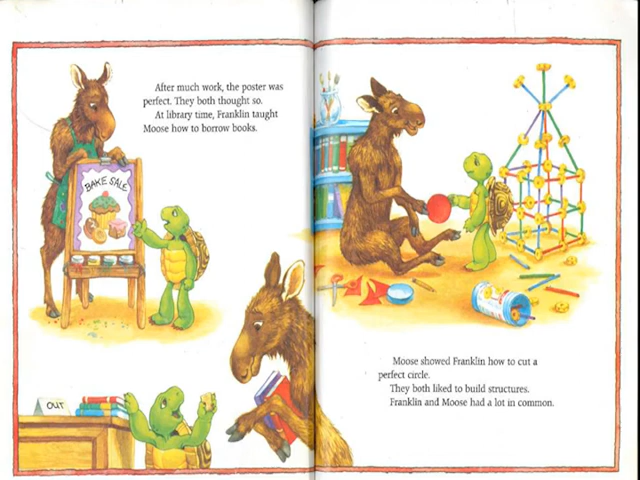 After much work, the poster was
perfect. They both thought so.
At library time, Franklin taught
Moose how to borrow books.
BAKE SALE
OUT
Moose showed Franklin how to cut a
perfect circle.
They both liked to build structures.
Franklin and Moose had a lot in common.